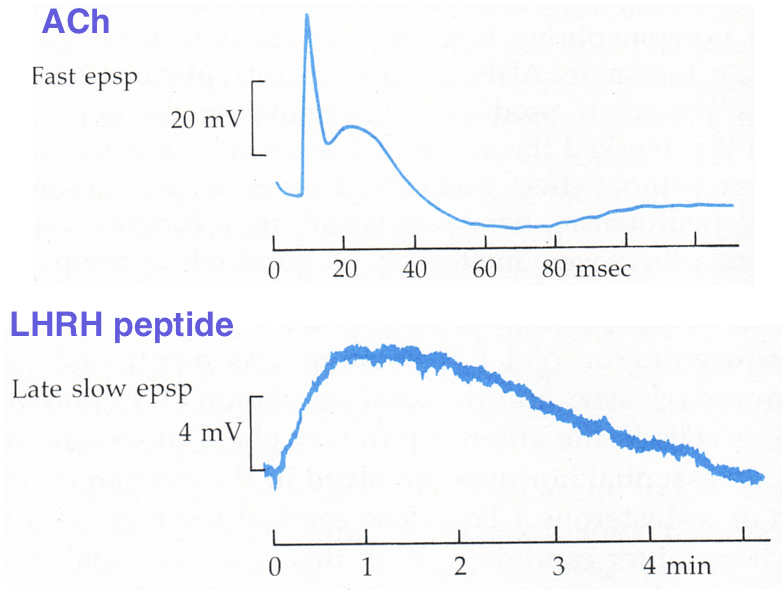 ACh
Fast epsp
20 mV
0 20 40 60 80 msec
LHRH peptide
Late slow epsp
4 mV
0 1 2 3 4 min